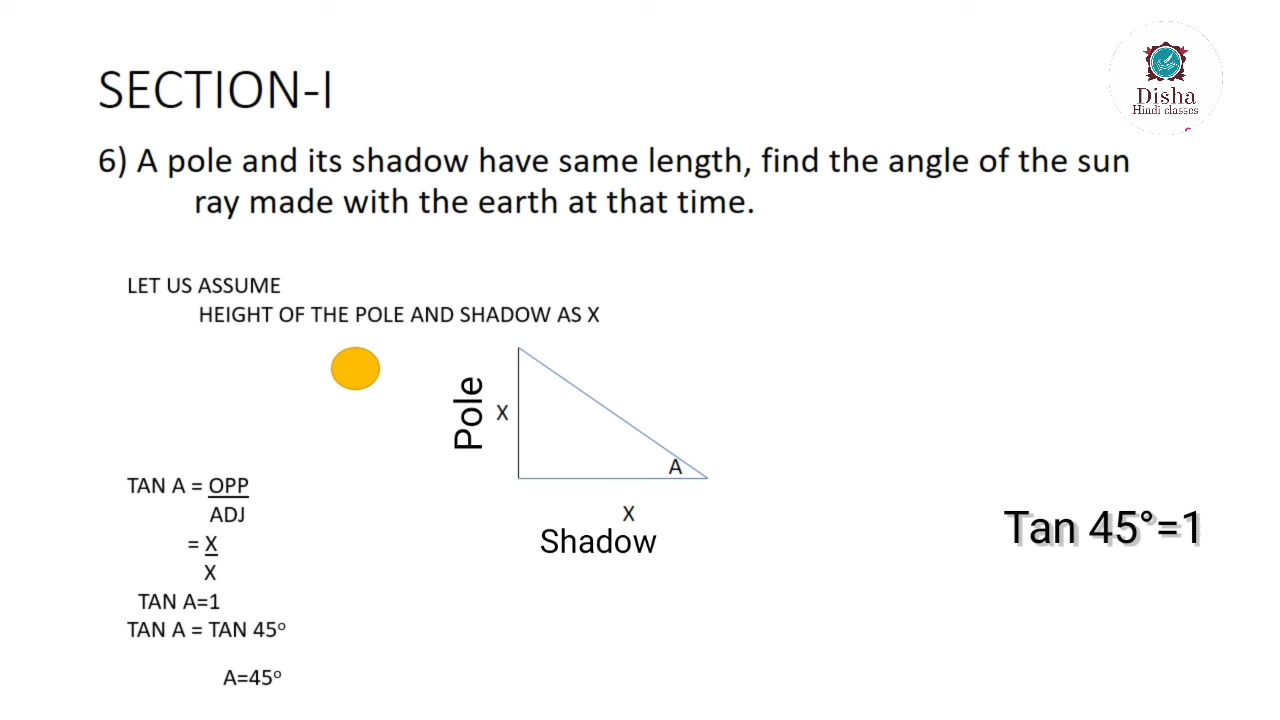 Disha
Hindi classes
SECTION-I
6) A pole and its shadow have same length, find the angle of the sun
ray made with the earth at that time.
LET US ASSUME
HEIGHT OF THE POLE AND SHADOW AS X
Pole
X
A
X
Shadow
TAN A = OPP
ADJ
= X
X
TAN A=1
TAN A = TAN 45º
A=45º
Tan 45°=1